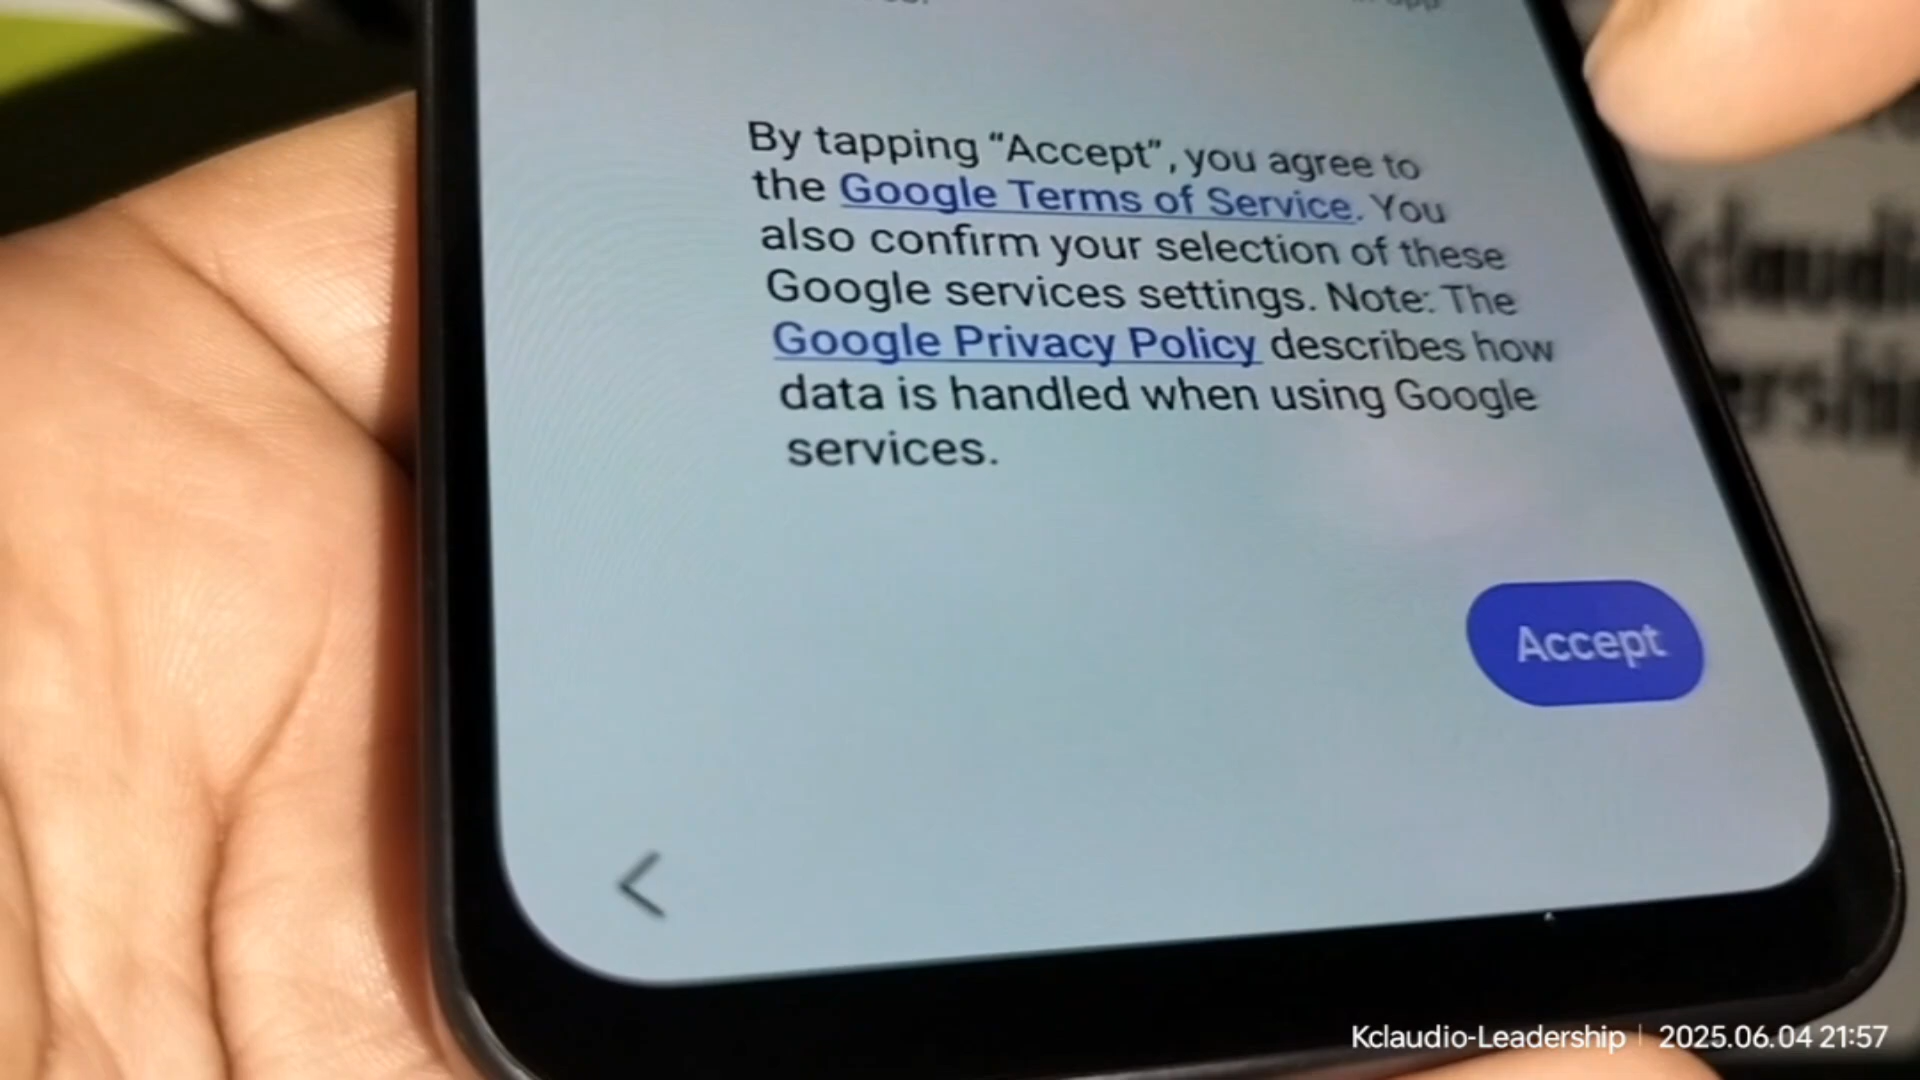 By tapping “Accept”, you agree to
the Google Terms of Service. You
also confirm your selection of these
Google services settings. Note: The
Google Privacy Policy describes how
data is handled when using Google
services.
Accept
Kclaudio-Leadership | 2025.06.04 21:57